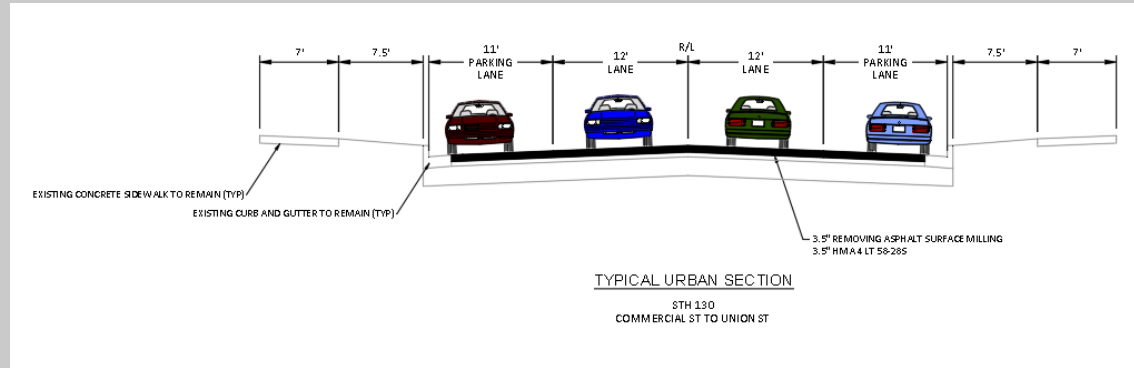 7'
7.5'
11'
PARKING
LANE
12'
LANE
R/L
12'
LANE
11'
PARKING
LANE
7.5'
7'
EXISTING CONCRETE SIDEWALK TO REMAIN (TYP)
EXISTING CURB AND GUTTER TO REMAIN (TYP)
3.5" REMOVING ASPHALT SURFACE MILLING
3.5" HMA 4 LT 58-28S
TYPICAL URBAN SECTION
STH 130
COMMERCIAL ST TO UNION ST